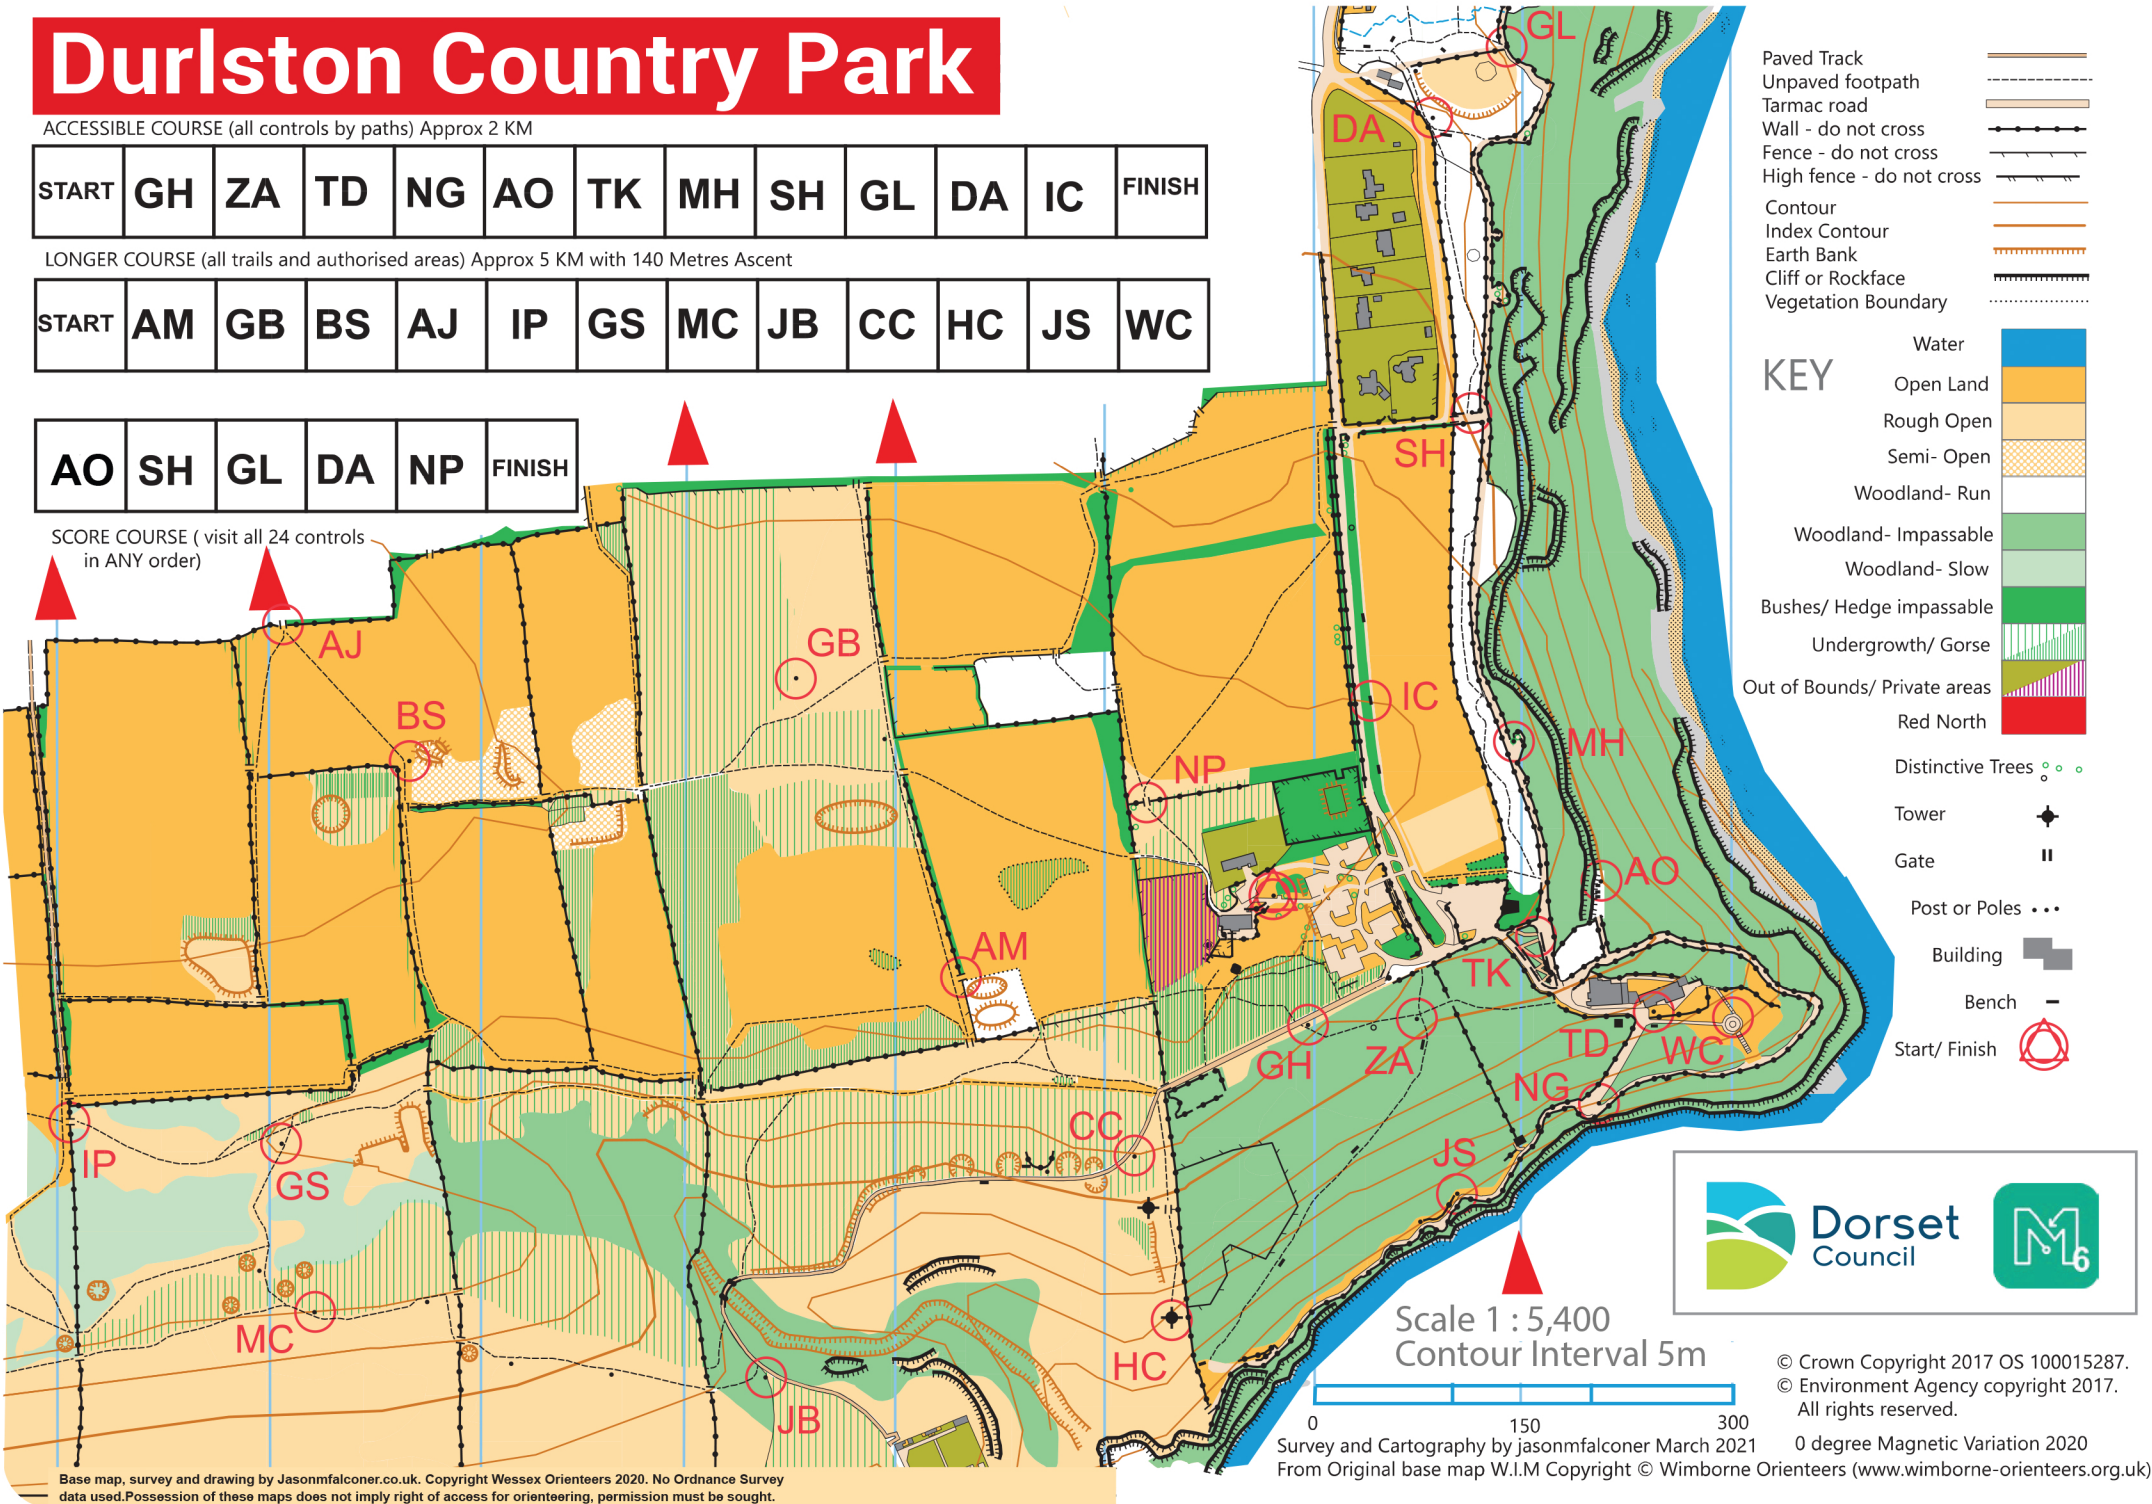 Durlston Country Park
ACCESSIBLE COURSE (all controls by paths) Approx 2 KM
START GH ZA TD NG AO TK MH SH GL DA IC FINISH
LONGER COURSE (all trails and authorised areas) Approx 5 KM with 140 Metres Ascent
START AM GB BS AJ IP GS MC JB CC HC JS WC
AO SH GL DA NP FINISH
SCORE COURSE ( visit all 24 controls
in ANY order)
GL
DA
SH
AJ
GB
BS
IC
MH
NP
AO
AM
TK
TD
WC
GH
ZA
NG
CC
JS
IP
GS
MC
HC
JB
Paved Track
Unpaved footpath
Tarmac road
Wall - do not cross
Fence - do not cross
High fence - do not cross
Contour
Index Contour
Earth Bank
Cliff or Rockface
Vegetation Boundary
KEY
Water
Open Land
Rough Open
Semi- Open
Woodland- Run
Woodland- Impassable
Woodland- Slow
Bushes/ Hedge impassable
Undergrowth/ Gorse
Out of Bounds/ Private areas
Red North
Distinctive Trees
Tower
Gate
Post or Poles
Building
Bench
Start/ Finish
Dorset
Council
M6
Scale 1 : 5,400
Contour Interval 5m
0 150 300
© Crown Copyright 2017 OS 100015287.
© Environment Agency copyright 2017.
All rights reserved.
0 degree Magnetic Variation 2020
Survey and Cartography by jasonmfalconer March 2021
From Original base map W.I.M Copyright © Wimborne Orienteers (www.wimborne-orienteers.org.uk)
Base map, survey and drawing by Jasonmfalconer.co.uk. Copyright Wessex Orienteers 2020. No Ordnance Survey
data used.Possession of these maps does not imply right of access for orienteering, permission must be sought.